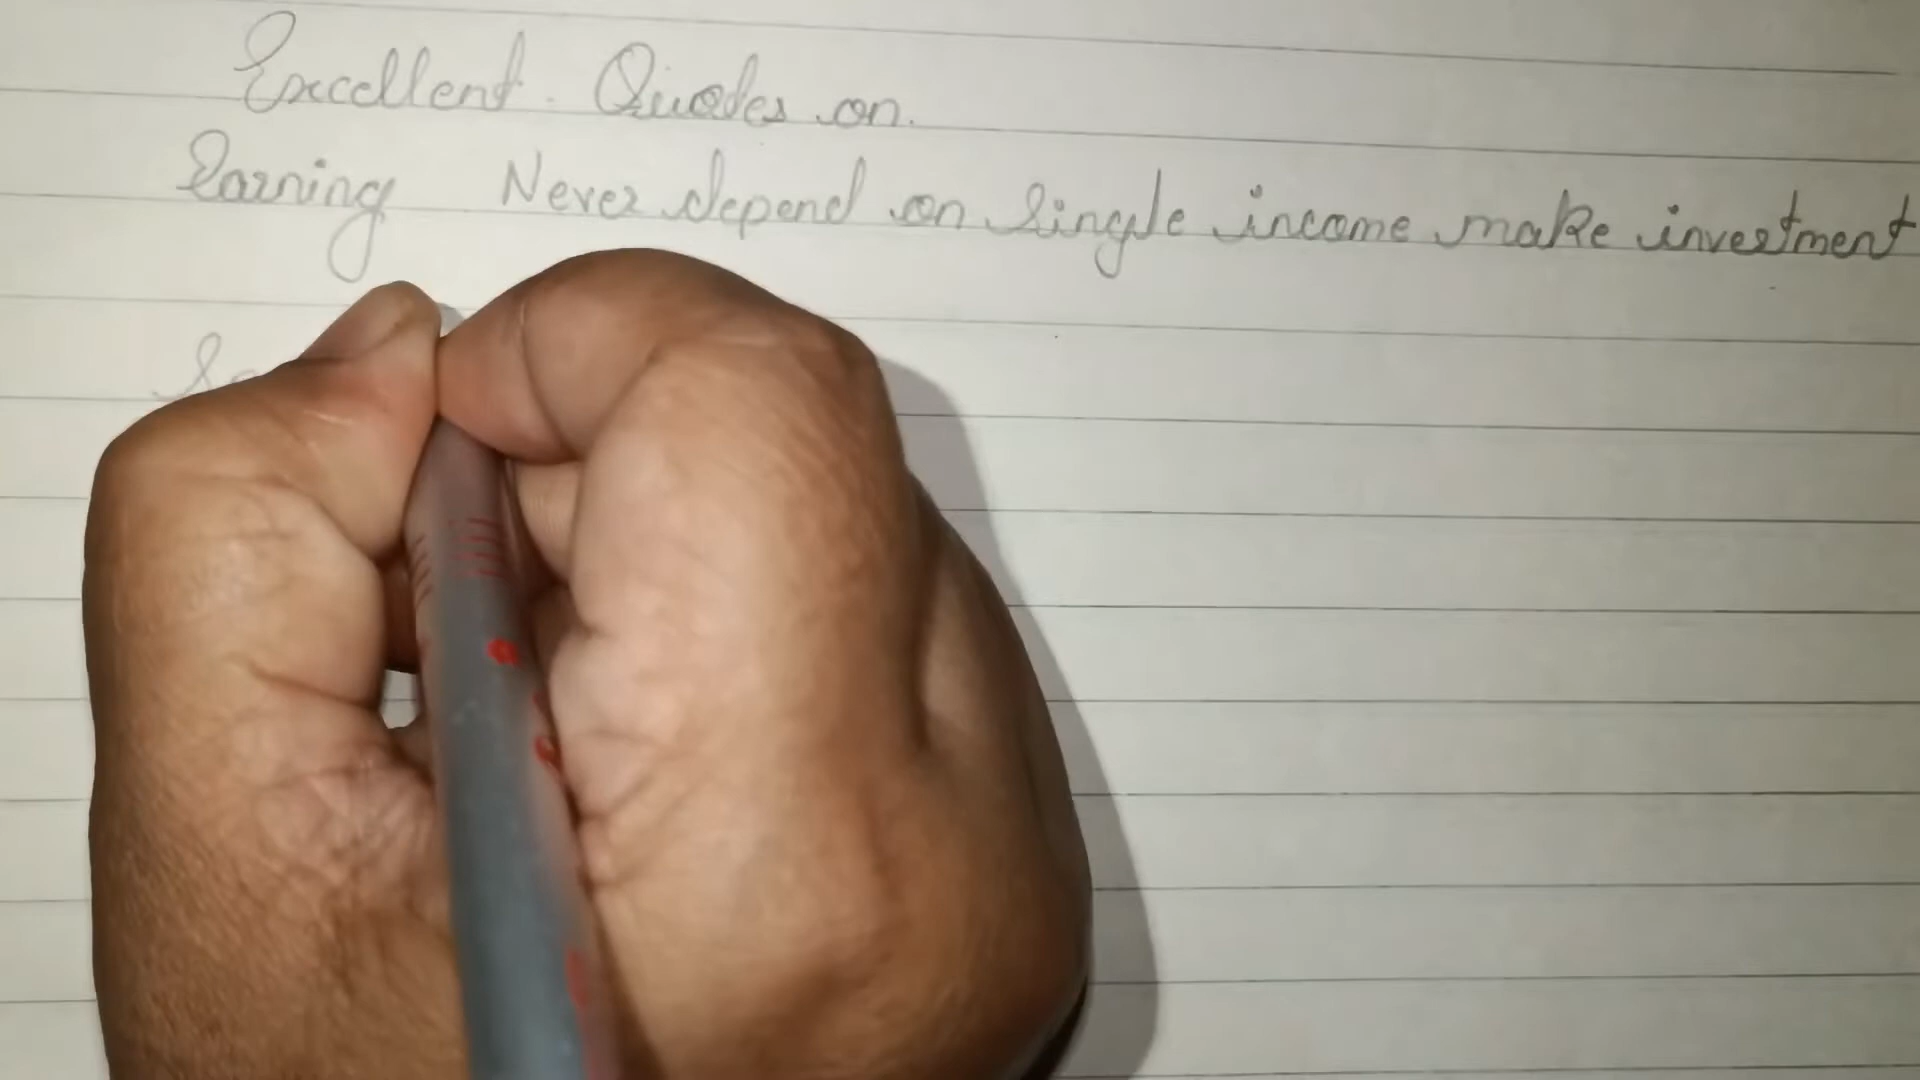 Excellent Quotes on.
Earning Never depend on single income make investment